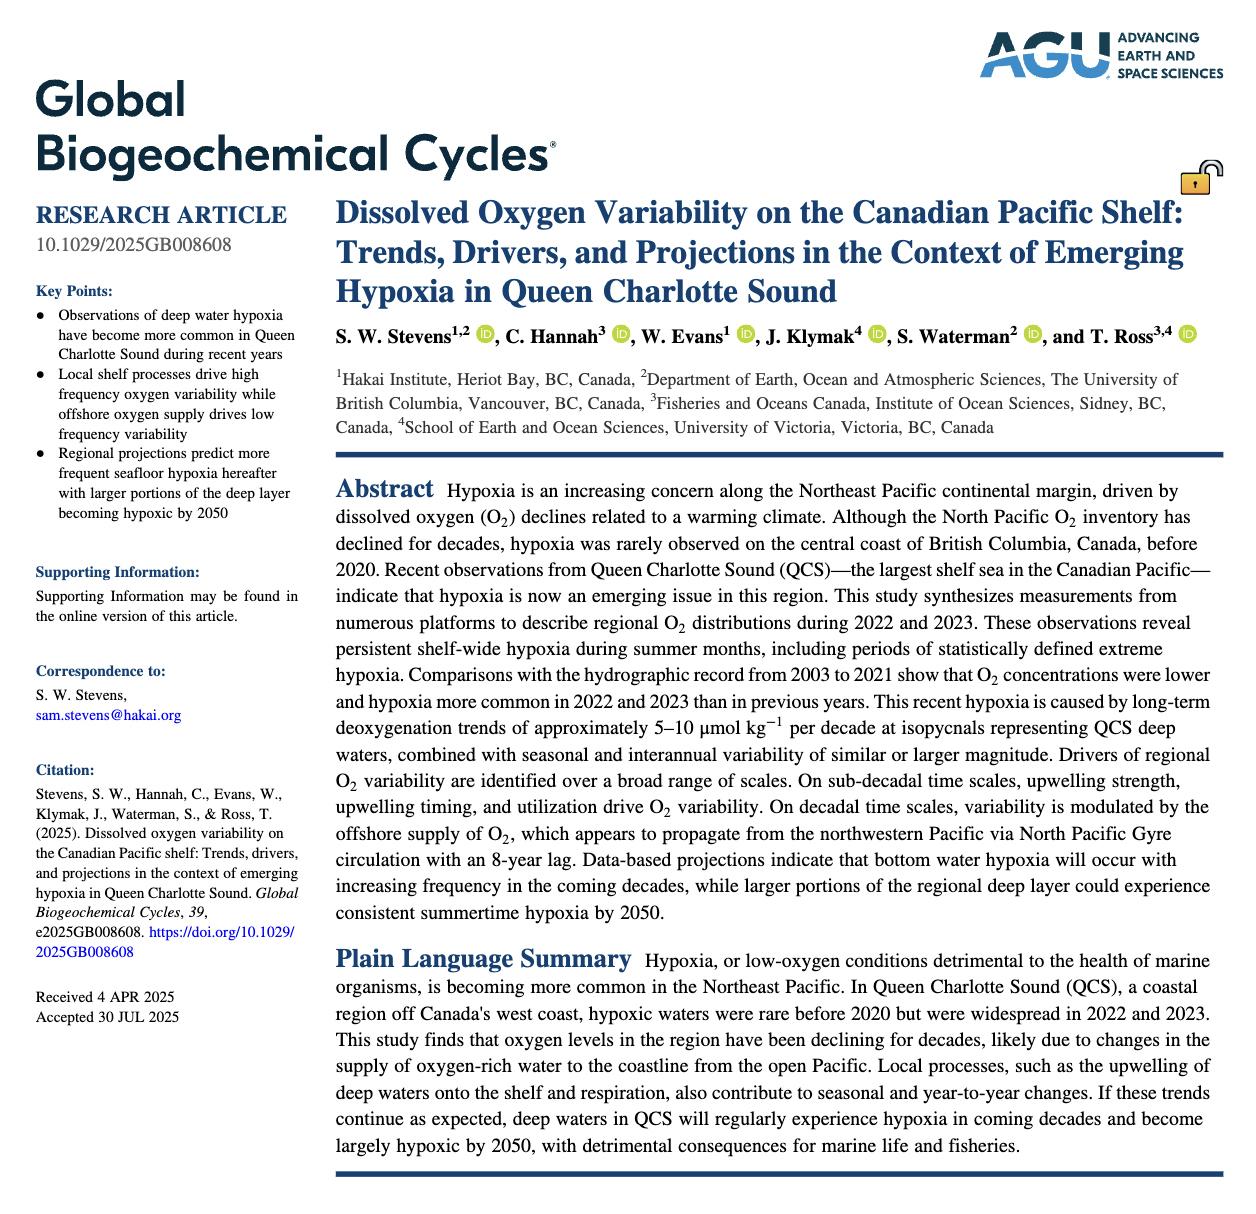 AGU
ADVANCING
EARTH AND
SPACE SCIENCES
Global
Biogeochemical Cycles®
RESEARCH ARTICLE
10.1029/2025GB008608
Key Points:
● Observations of deep water hypoxia
have become more common in Queen
Charlotte Sound during recent years
● Local shelf processes drive high
frequency oxygen variability while
offshore oxygen supply drives low
frequency variability
● Regional projections predict more
frequent seafloor hypoxia hereafter
with larger portions of the deep layer
becoming hypoxic by 2050
Supporting Information:
Supporting Information may be found in
the online version of this article.
Correspondence to:
S. W. Stevens,
sam.stevens@hakai.org
Citation:
Stevens, S. W., Hannah, C., Evans, W.,
Klymak, J., Waterman, S., & Ross, T.
(2025). Dissolved oxygen variability on
the Canadian Pacific shelf: Trends, drivers,
and projections in the context of emerging
hypoxia in Queen Charlotte Sound. Global
Biogeochemical Cycles, 39,
e2025GB008608. https://doi.org/10.1029/
2025GB008608
Received 4 APR 2025
Accepted 30 JUL 2025
Dissolved Oxygen Variability on the Canadian Pacific Shelf:
Trends, Drivers, and Projections in the Context of Emerging
Hypoxia in Queen Charlotte Sound
S. W. Stevens1,2 iD, C. Hannah3 iD, W. Evans1 iD, J. Klymak4 iD, S. Waterman2 iD, and T. Ross3,4 iD
1Hakai Institute, Heriot Bay, BC, Canada, 2Department of Earth, Ocean and Atmospheric Sciences, The University of
British Columbia, Vancouver, BC, Canada, 3Fisheries and Oceans Canada, Institute of Ocean Sciences, Sidney, BC,
Canada, 4School of Earth and Ocean Sciences, University of Victoria, Victoria, BC, Canada
Abstract Hypoxia is an increasing concern along the Northeast Pacific continental margin, driven by
dissolved oxygen (O2) declines related to a warming climate. Although the North Pacific O2 inventory has
declined for decades, hypoxia was rarely observed on the central coast of British Columbia, Canada, before
2020. Recent observations from Queen Charlotte Sound (QCS)—the largest shelf sea in the Canadian Pacific—
indicate that hypoxia is now an emerging issue in this region. This study synthesizes measurements from
numerous platforms to describe regional O2 distributions during 2022 and 2023. These observations reveal
persistent shelf-wide hypoxia during summer months, including periods of statistically defined extreme
hypoxia. Comparisons with the hydrographic record from 2003 to 2021 show that O2 concentrations were lower
and hypoxia more common in 2022 and 2023 than in previous years. This recent hypoxia is caused by long-term
deoxygenation trends of approximately 5–10 μmol kg−1 per decade at isopycnals representing QCS deep
waters, combined with seasonal and interannual variability of similar or larger magnitude. Drivers of regional
O2 variability are identified over a broad range of scales. On sub-decadal time scales, upwelling strength,
upwelling timing, and utilization drive O2 variability. On decadal time scales, variability is modulated by the
offshore supply of O2, which appears to propagate from the northwestern Pacific via North Pacific Gyre
circulation with an 8-year lag. Data-based projections indicate that bottom water hypoxia will occur with
increasing frequency in the coming decades, while larger portions of the regional deep layer could experience
consistent summertime hypoxia by 2050.
Plain Language Summary Hypoxia, or low-oxygen conditions detrimental to the health of marine
organisms, is becoming more common in the Northeast Pacific. In Queen Charlotte Sound (QCS), a coastal
region off Canada's west coast, hypoxic waters were rare before 2020 but were widespread in 2022 and 2023.
This study finds that oxygen levels in the region have been declining for decades, likely due to changes in the
supply of oxygen-rich water to the coastline from the open Pacific. Local processes, such as the upwelling of
deep waters onto the shelf and respiration, also contribute to seasonal and year-to-year changes. If these trends
continue as expected, deep waters in QCS will regularly experience hypoxia in coming decades and become
largely hypoxic by 2050, with detrimental consequences for marine life and fisheries.